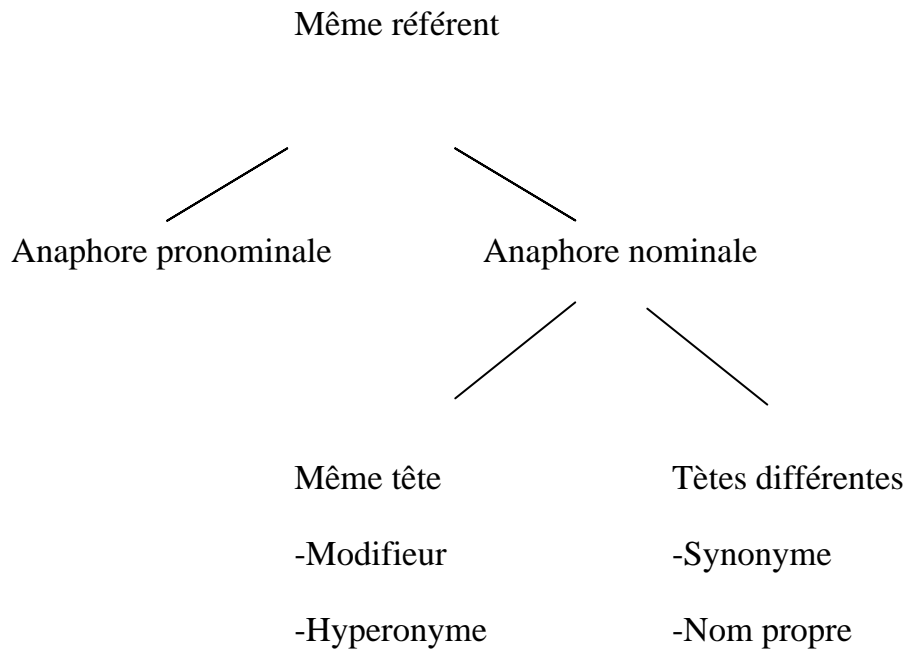 Même référent
Anaphore pronominale
Anaphore nominale
Même tête
Tètes différentes
-Modifieur
-Synonyme
-Hyperonyme
-Nom propre